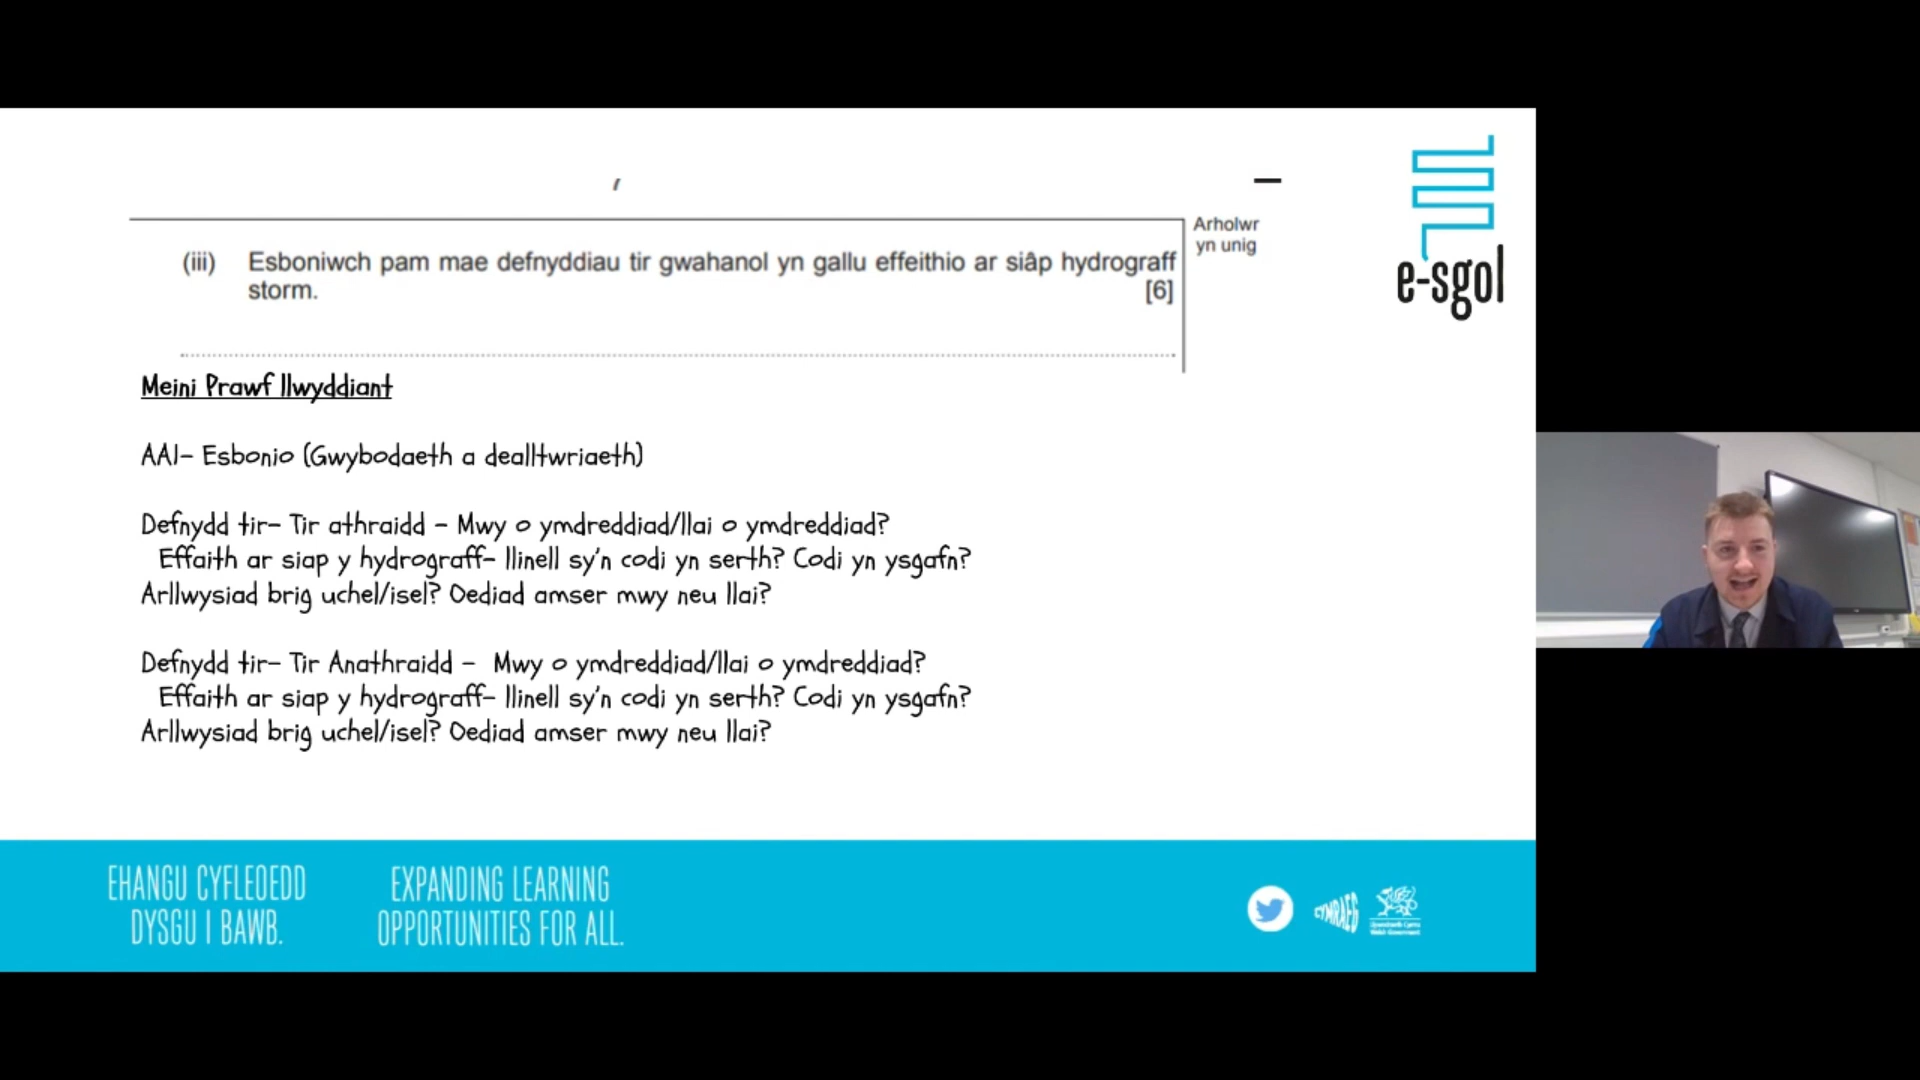 Arholwr
yn unig
(iii) Esboniwch pam mae defnyddiau tir gwahanol yn gallu effeithio ar siâp hydrograff
storm. [6]
e-sgol
Meini Prawf llwyddiant
AA1- Esbonio (Gwybodaeth a dealltwriaeth)
Defnydd tir- Tir athraidd - Mwy o ymdreddiad/llai o ymdreddiad?
Effaith ar siap y hydrograff- llinell sy'n codi yn serth? Codi yn ysgafn?
Arllwysiad brig uchel/isel? Oediad amser mwy neu llai?
Defnydd tir- Tir Anathraidd - Mwy o ymdreddiad/llai o ymdreddiad?
Effaith ar siap y hydrograff- llinell sy'n codi yn serth? Codi yn ysgafn?
Arllwysiad brig uchel/isel? Oediad amser mwy neu llai?
EHANGU CYFLEOEDD
DYSGU I BAWB.
EXPANDING LEARNING
OPPORTUNITIES FOR ALL.
CYMRAEG
Llywodraeth Cymru
Welsh Government